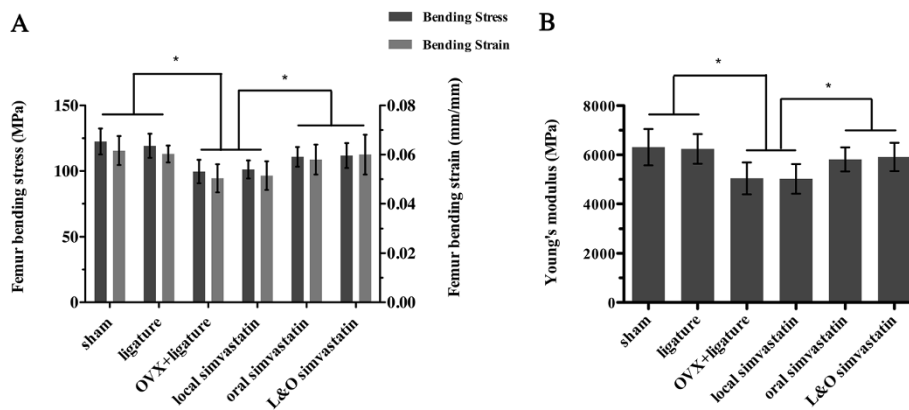 A
Bending Stress
Bending Strain
*
*
Femur bending stress (MPa)
150
100
50
0
0.08
0.06
0.04
0.02
0.00
Femur bending strain (mm/mm)
sham
ligature
OVX+ligature
local simvastatin
oral simvastatin
L&O simvastatin
B
*
*
Young's modulus (MPa)
8000
6000
4000
2000
0
sham
ligature
OVX+ligature
local simvastatin
oral simvastatin
L&O simvastatin